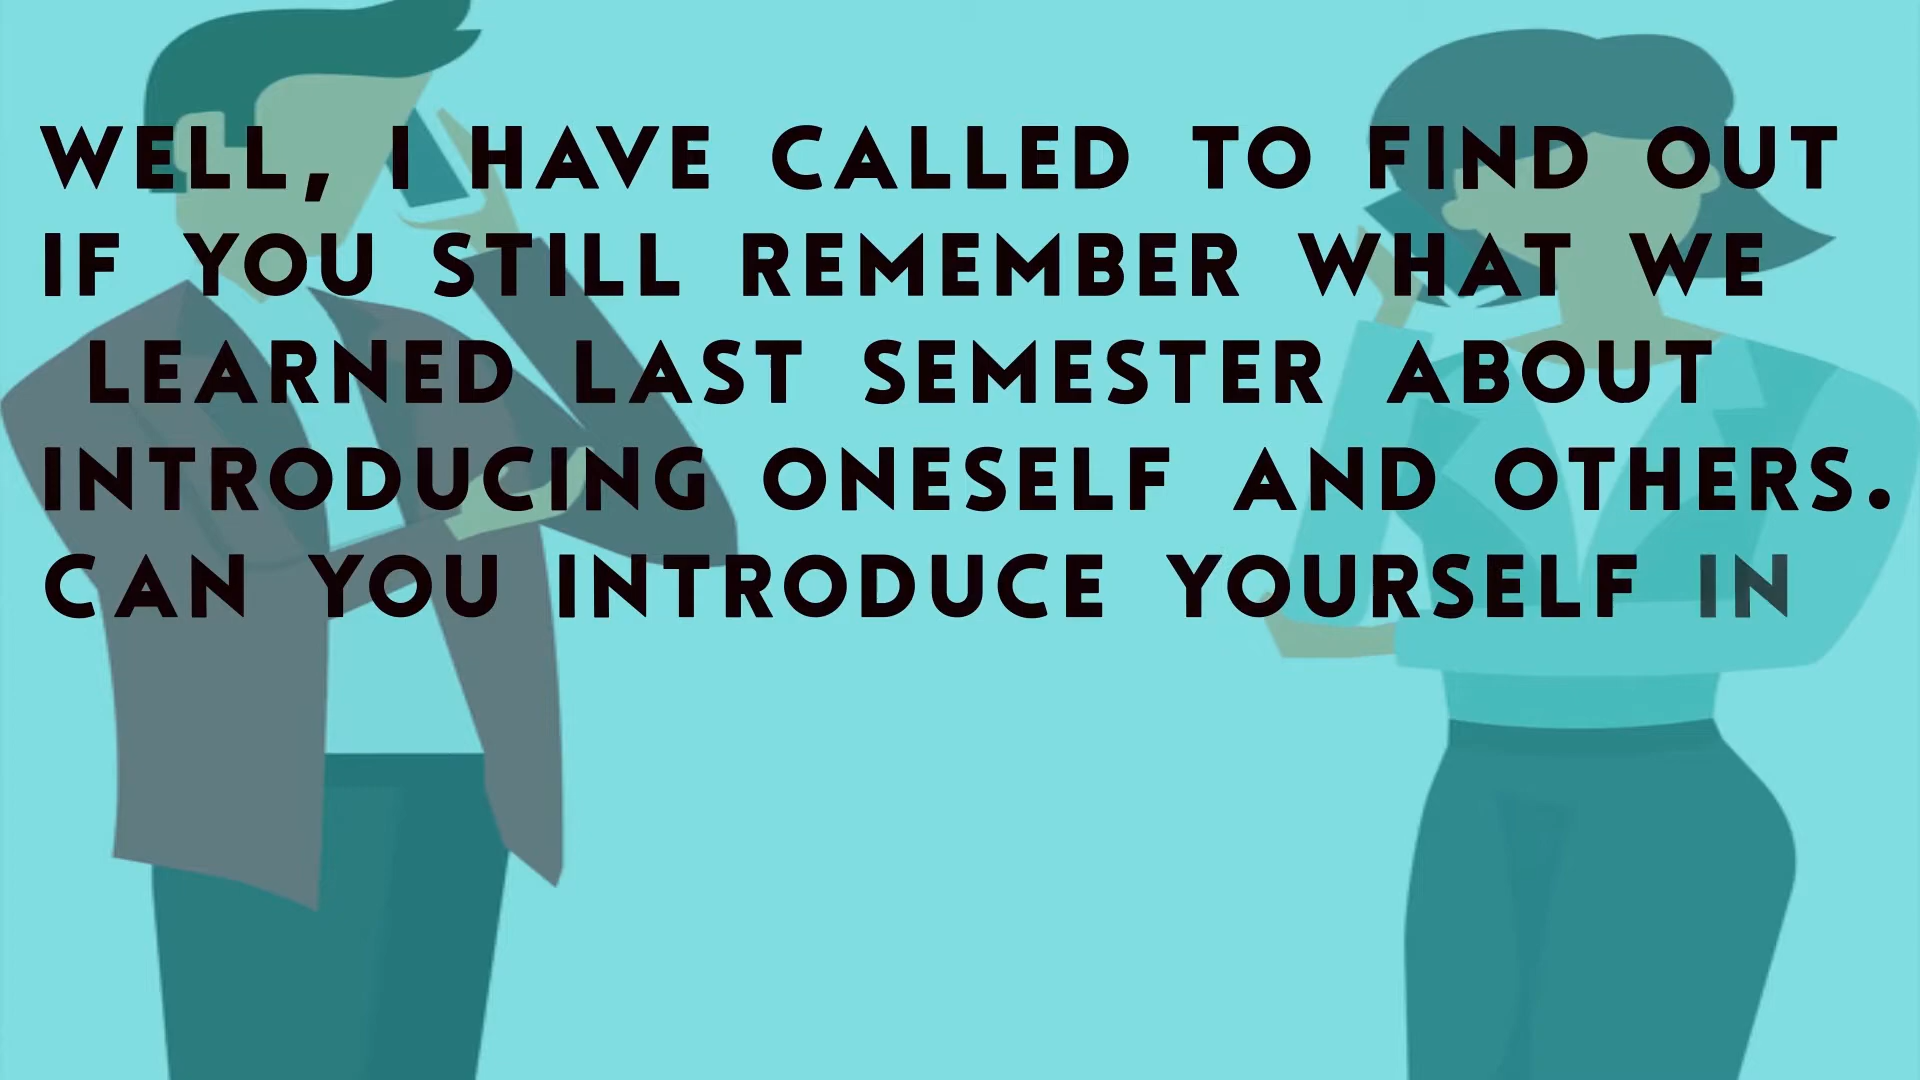 WELL, I HAVE CALLED TO FIND OUT
IF YOU STILL REMEMBER WHAT WE
LEARNED LAST SEMESTER ABOUT
INTRODUCING ONESELF AND OTHERS.
CAN YOU INTRODUCE YOURSELF IN